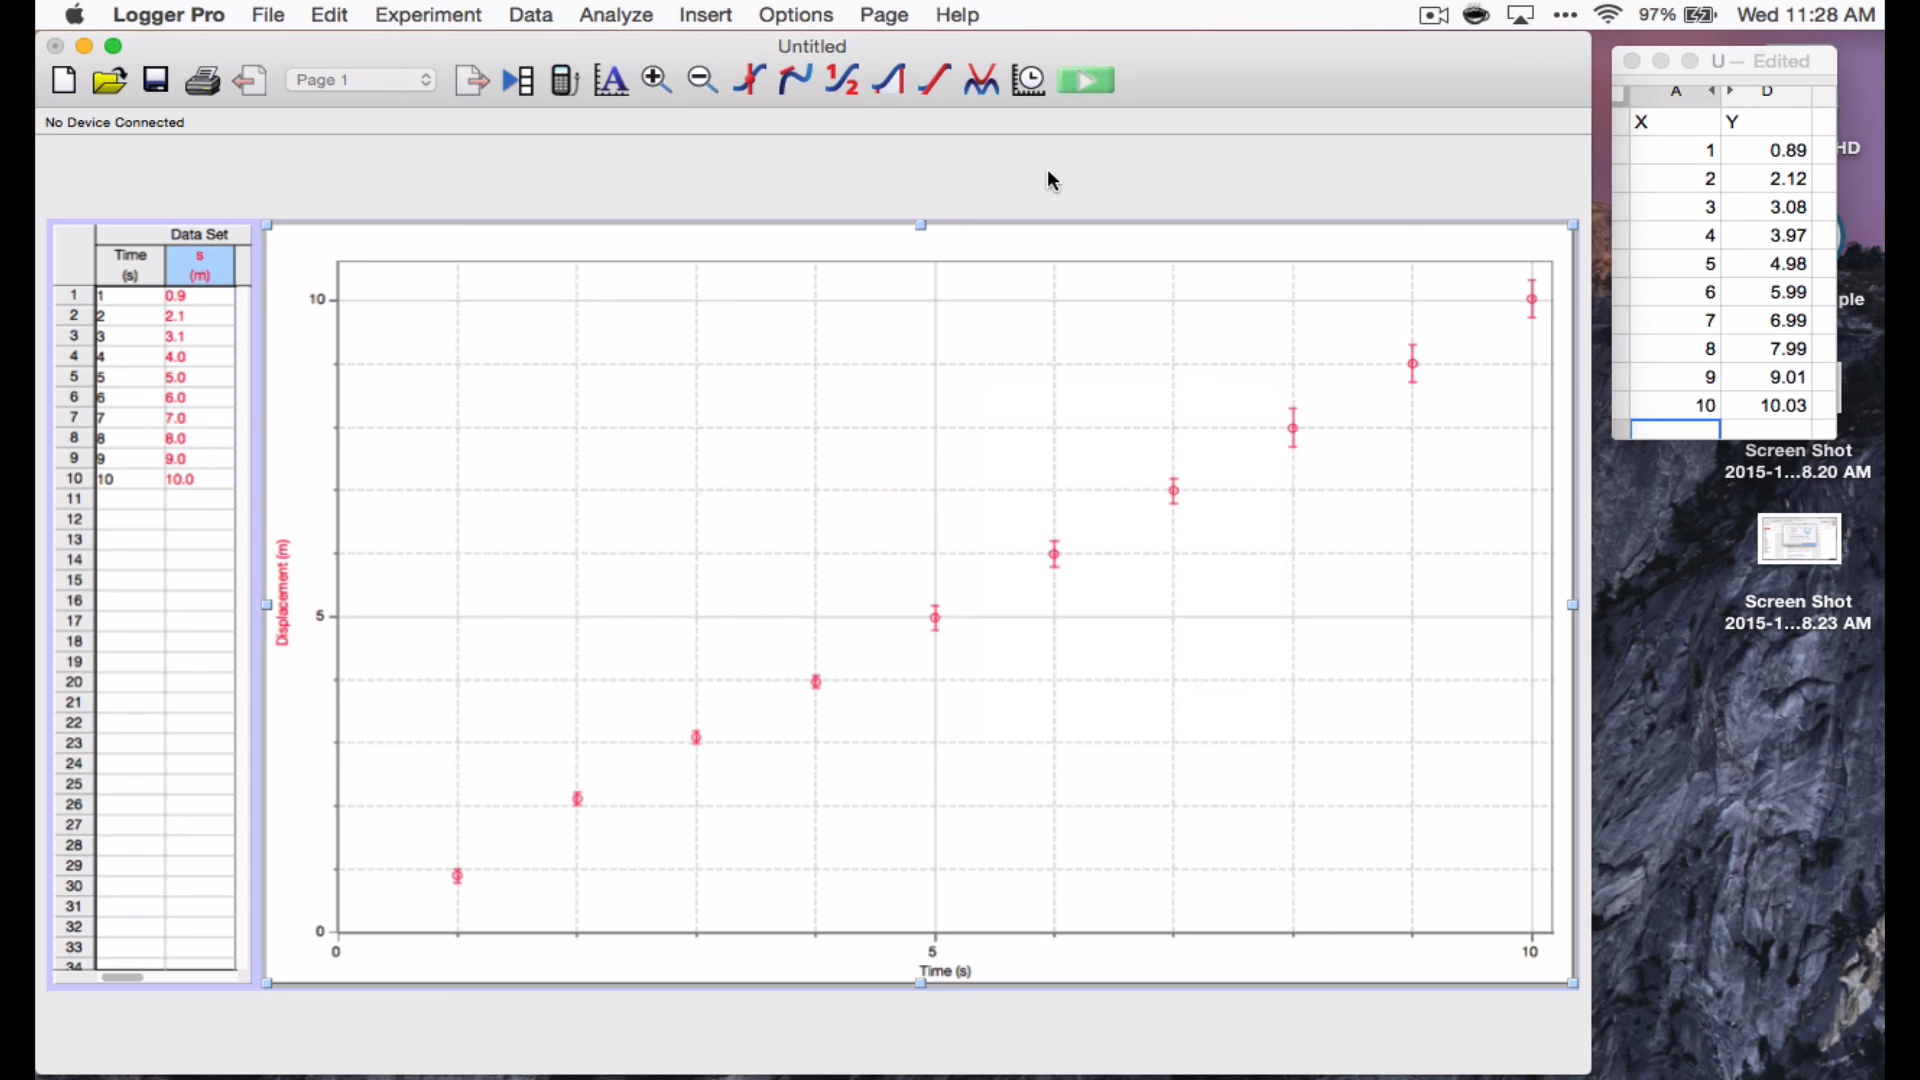 Logger Pro File Edit Experiment Data Analyze Insert Options Page Help 97% Wed 11:28 AM
Untitled
Page 1
No Device Connected
Data Set
Time s
(s) (m)
1 1 0.9
2 2 2.1
3 3 3.1
4 4 4.0
5 5 5.0
6 6 6.0
7 7 7.0
8 8 8.0
9 9 9.0
10 10 10.0
11
12
13
14
15
16
17
18
19
20
21
22
23
24
25
26
27
28
29
30
31
32
33
34
Displacement (m)
10
5
0
0 5 10
Time (s)
U — Edited
A D
X Y
1 0.89
2 2.12
3 3.08
4 3.97
5 4.98
6 5.99
7 6.99
8 7.99
9 9.01
10 10.03
HD
ple
Screen Shot
2015-1...8.20 AM
Screen Shot
2015-1...8.23 AM